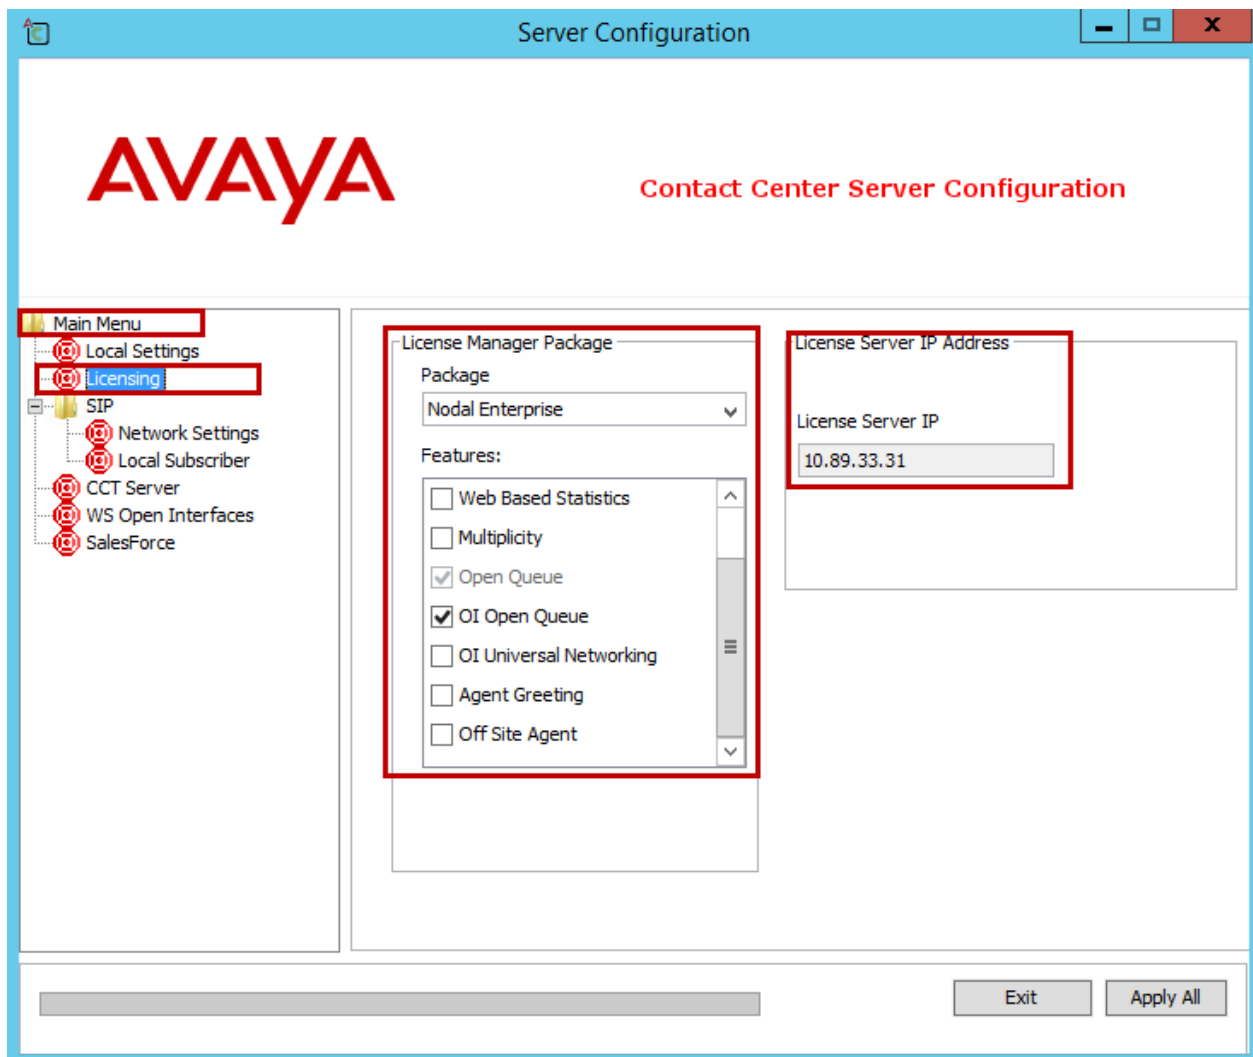 Server Configuration
AVAYA
Contact Center Server Configuration
Main Menu
Local Settings
Licensing
SIP
Network Settings
Local Subscriber
CCT Server
WS Open Interfaces
SalesForce
License Manager Package
Package
Nodal Enterprise
Features:
Web Based Statistics
Multiplicity
Open Queue
OI Open Queue
OI Universal Networking
Agent Greeting
Off Site Agent
License Server IP Address
License Server IP
10.89.33.31
Exit
Apply All